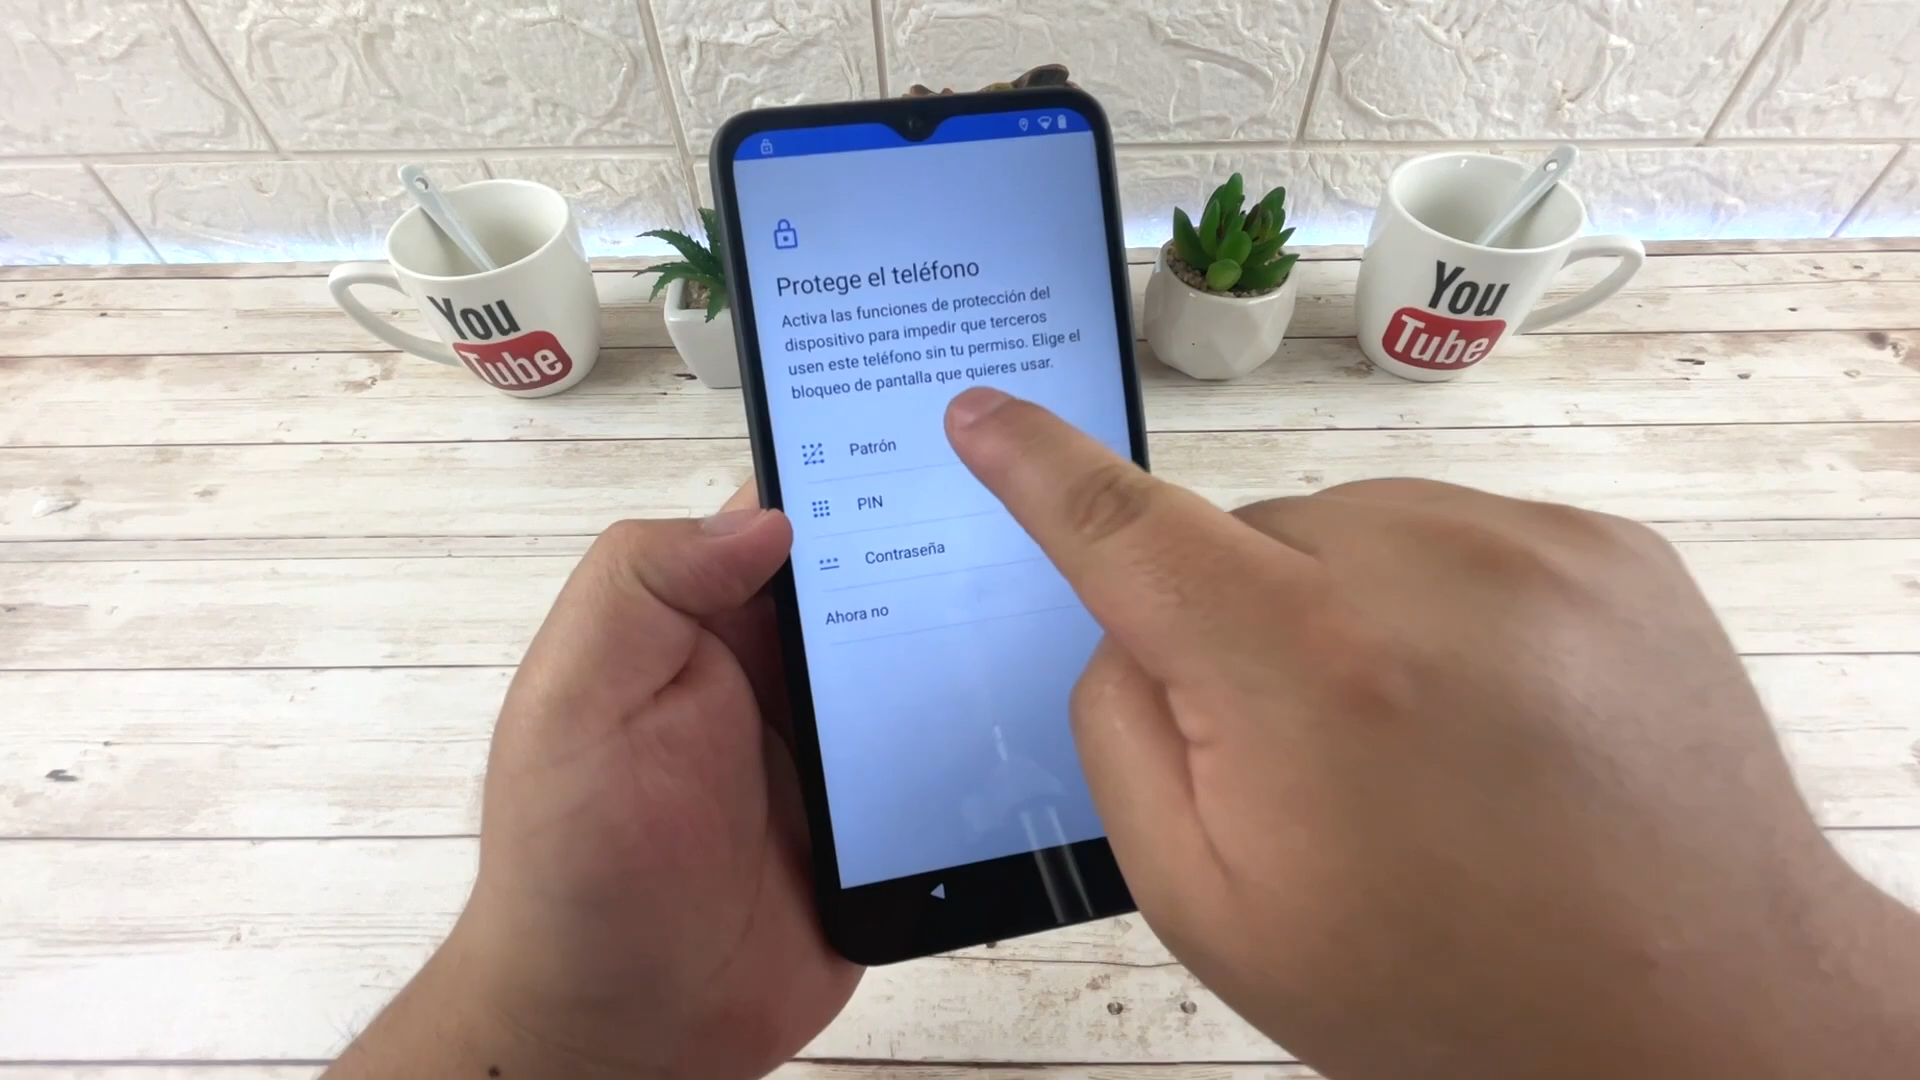 Protege el teléfono
Activa las funciones de protección del
dispositivo para impedir que terceros
usen este teléfono sin tu permiso. Elige el
bloqueo de pantalla que quieres usar.
Patrón
PIN
Contraseña
Ahora no
You
Tube
You
Tube